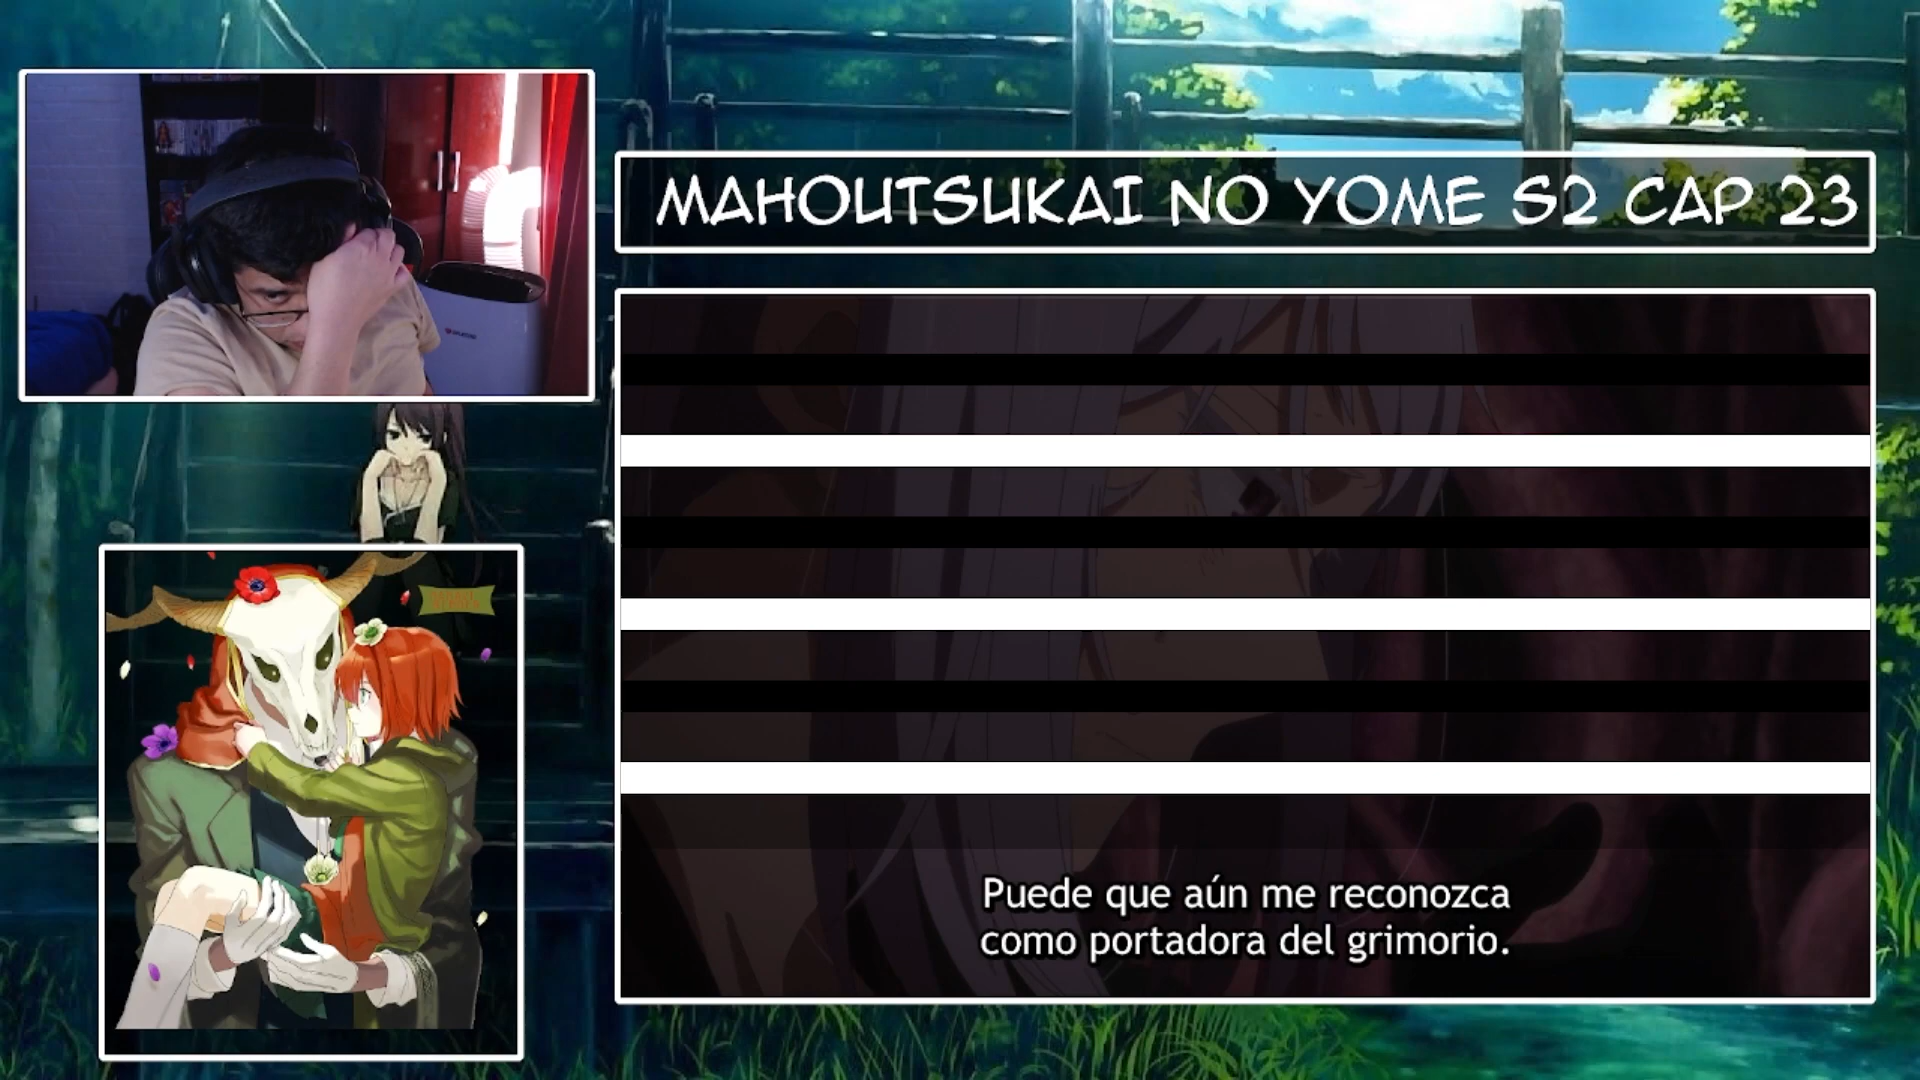 MAHOUTSUKAI NO YOME S2 CAP 23
Puede que aún me reconozca
como portadora del grimorio.